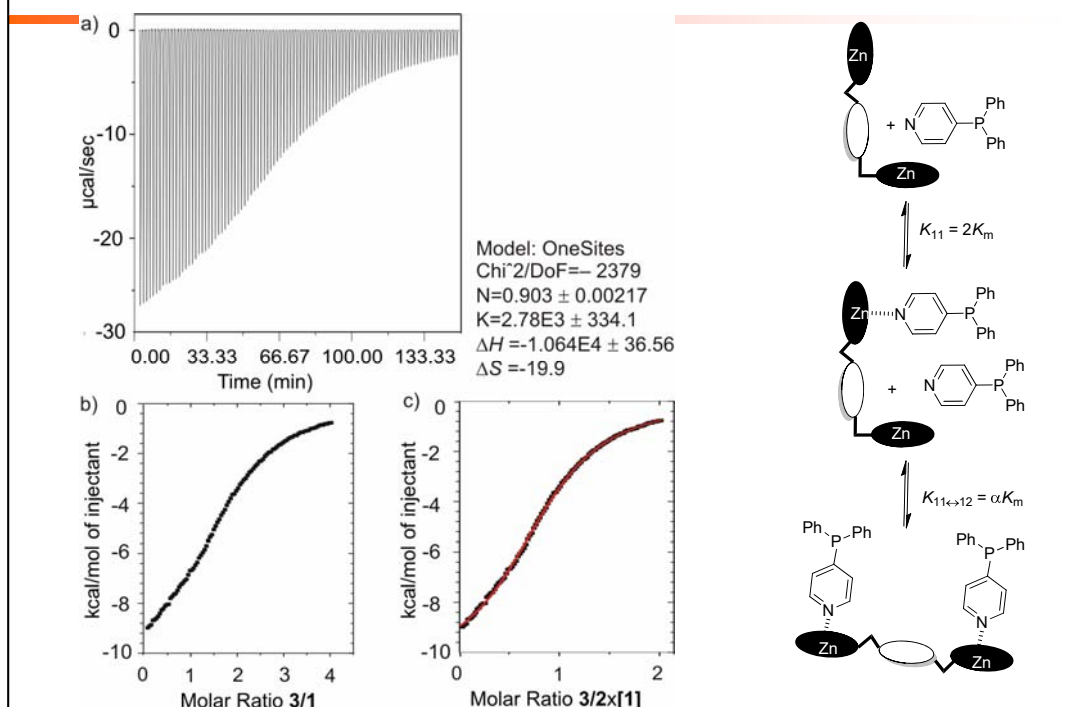 a)
0
-10
-20
-30
µcal/sec
0.00 33.33 66.67 100.00 133.33
Time (min)
Model: OneSites
Chi^2/DoF=– 2379
N=0.903 ± 0.00217
K=2.78E3 ± 334.1
ΔH =-1.064E4 ± 36.56
ΔS =-19.9
b)
0
-2
-4
-6
-8
-10
kcal/mol of injectant
0 1 2 3 4
Molar Ratio 3/1
c)
0
-2
-4
-6
-8
-10
kcal/mol of injectant
0 1 2
Molar Ratio 3/2x[1]
Zn
+ N P Ph
Ph
Zn
K11 = 2Km
Zn N P Ph
Ph
+ N P Ph
Ph
Zn
K11↔12 = αKm
Ph P Ph
N
Zn
Ph P Ph
N
Zn